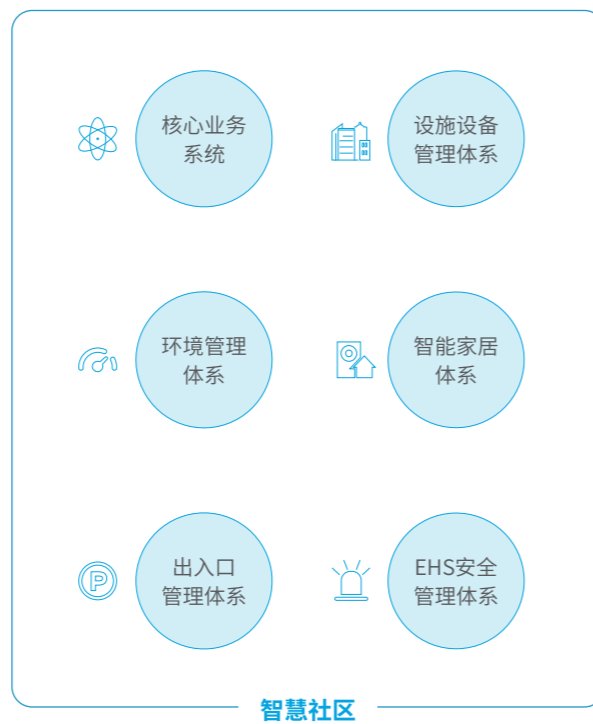 核心业务
系统
设施设备
管理体系
环境管理
体系
智能家居
体系
P
出入口
管理体系
EHS安全
管理体系
智慧社区